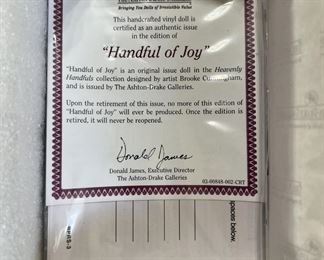 Bringing You Dolls of Irresistible Value
This handcrafted vinyl doll is
certified as an authentic issue
in the edition of
"Handful of Joy"
"Handful of Joy" is an original issue doll in the Heavenly
Handfuls collection designed by artist Brooke Cunningham,
and is issued by The Ashton-Drake Galleries.
Upon the retirement of this issue, no more of this edition of
"Handful of Joy" will ever be produced. Once the edition is
retired, it will never be reopened.
Donald James
Donald James, Executive Director
The Ashton-Drake Galleries
03-00848-002-CBT
spaces below.